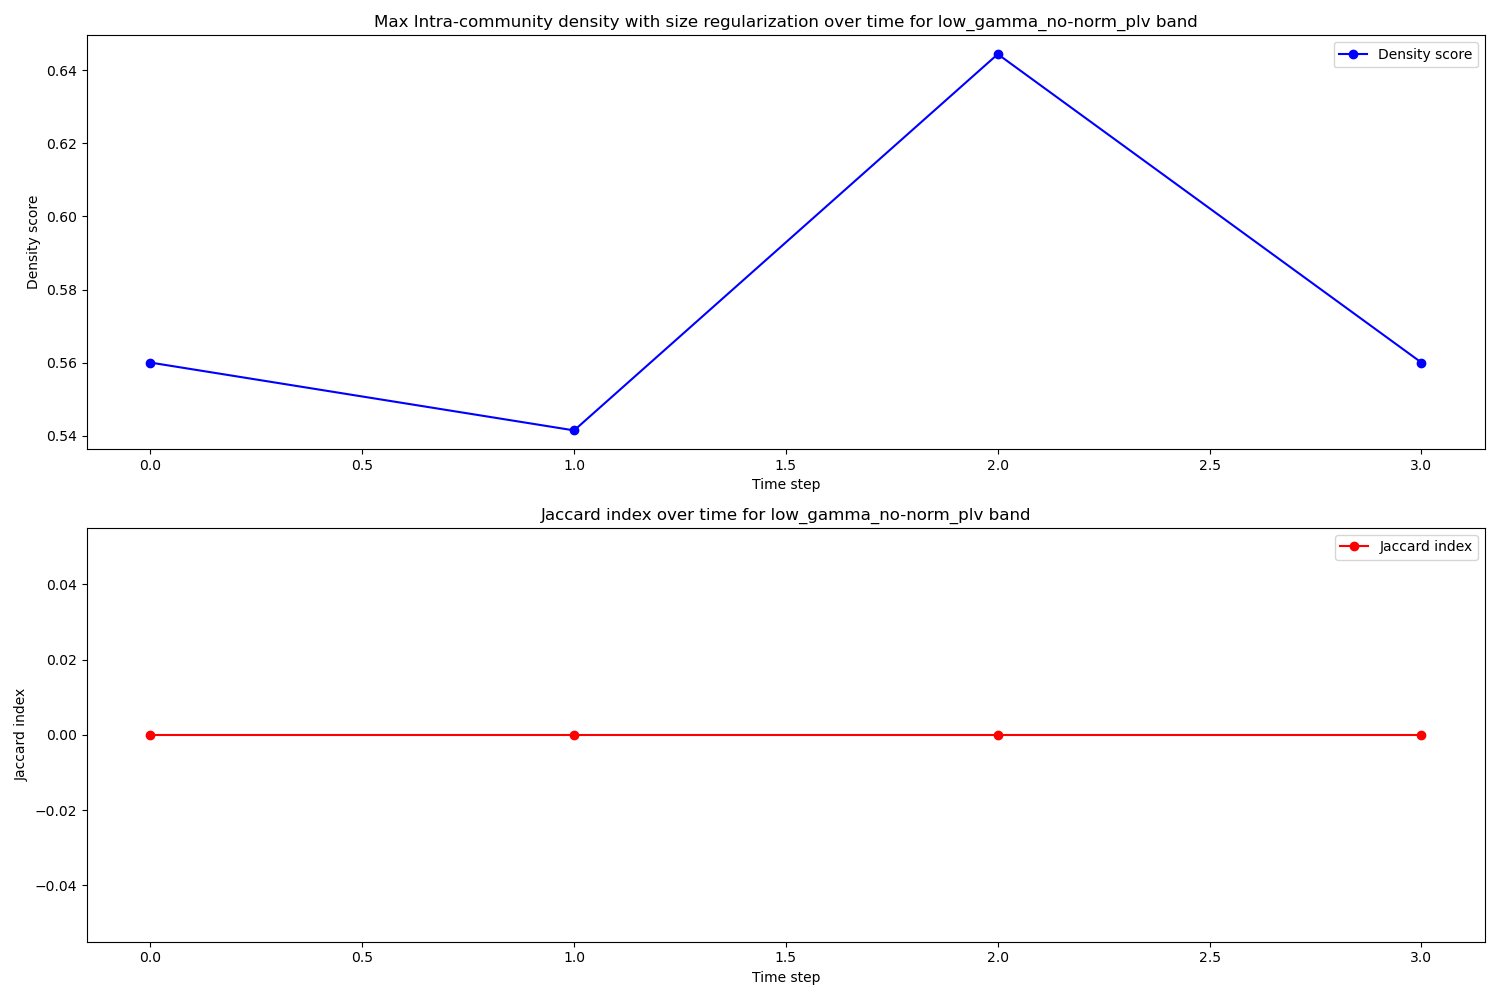 Max Intra-community density with size regularization over time for low_gamma_no-norm_plv band
Density score
0.64
0.62
0.60
0.58
0.56
0.54
Density score
0.0 0.5 1.0 1.5 2.0 2.5 3.0
Time step
Jaccard index over time for low_gamma_no-norm_plv band
Jaccard index
0.04
0.02
0.00
−0.02
−0.04
Jaccard index
0.0 0.5 1.0 1.5 2.0 2.5 3.0
Time step